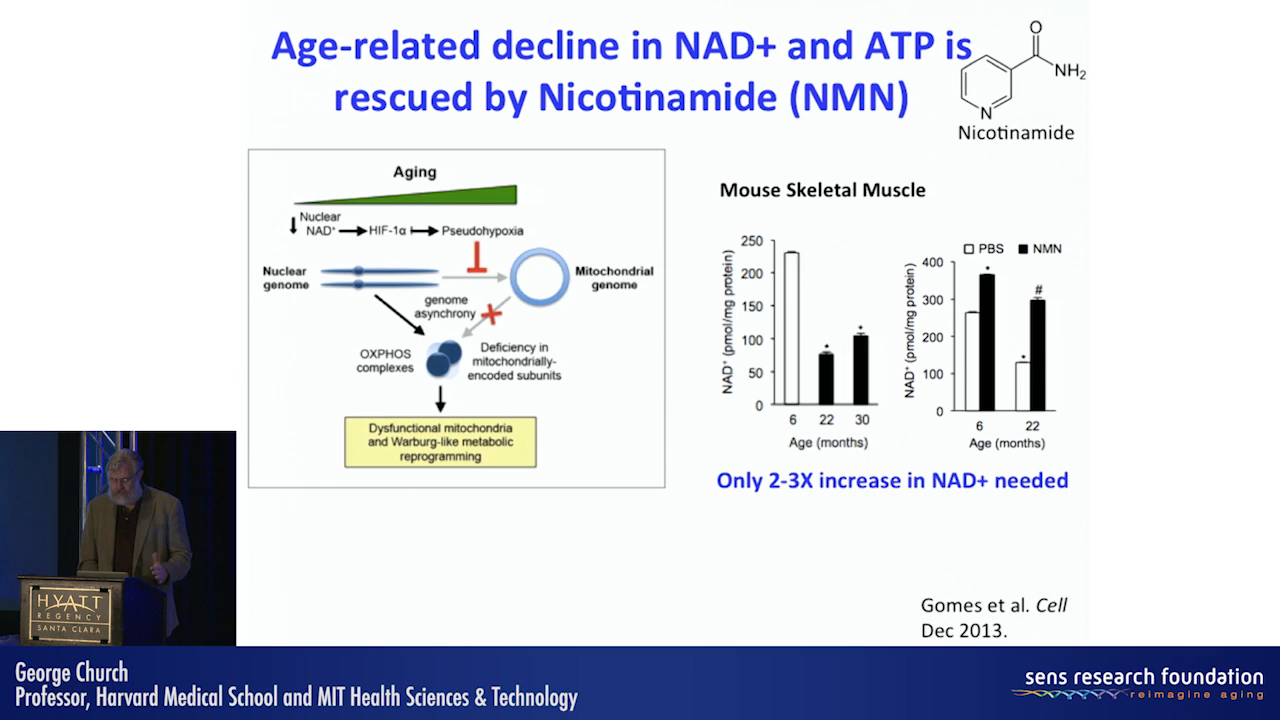 Age-related decline in NAD+ and ATP is
rescued by Nicotinamide (NMN)
O
NH2
N
Nicotinamide
Aging
Nuclear
NAD+
HIF-1α
Pseudohypoxia
Nuclear
genome
Mitochondrial
genome
genome
asynchrony
OXPHOS
complexes
Deficiency in
mitochondrially-
encoded subunits
Dysfunctional mitochondria
and Warburg-like metabolic
reprogramming
Mouse Skeletal Muscle
NAD+ (pmol/mg protein)
250
200
150
100
50
0
*
*
6 22 30
Age (months)
PBS NMN
NAD+ (pmol/mg protein)
400
300
200
100
0
*
*
#
6 22
Age (months)
Only 2-3X increase in NAD+ needed
Gomes et al. Cell
Dec 2013.
HYATT
REGENCY
SANTA CLARA
George Church
Professor, Harvard Medical School and MIT Health Sciences & Technology
sens research foundation
reimagine aging